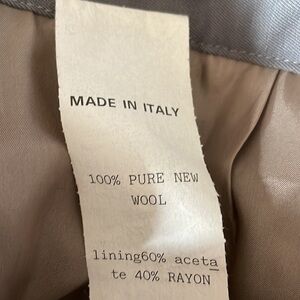 MADE IN ITALY
100% PURE NEW
WOOL
lining60% aceta
te 40% RAYON